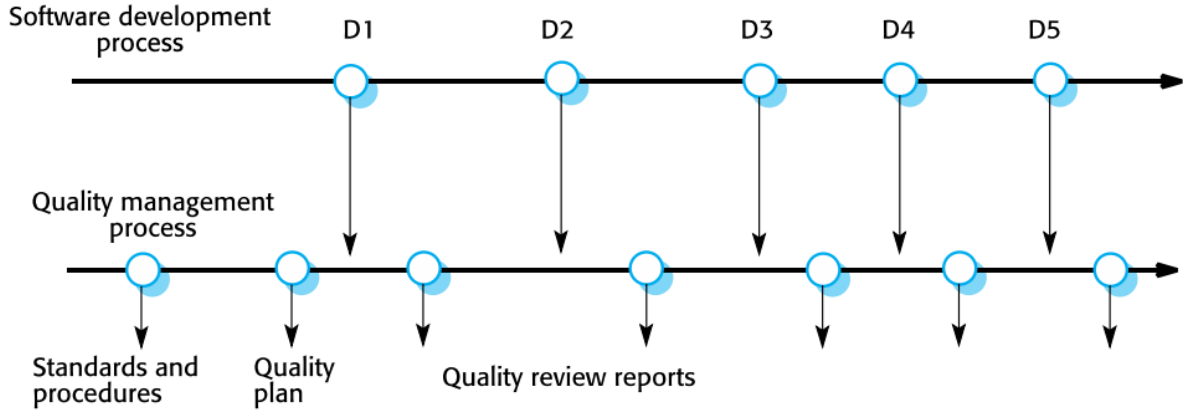 Software development
process
D1
D2
D3
D4
D5
Quality management
process
Standards and
procedures
Quality
plan
Quality review reports